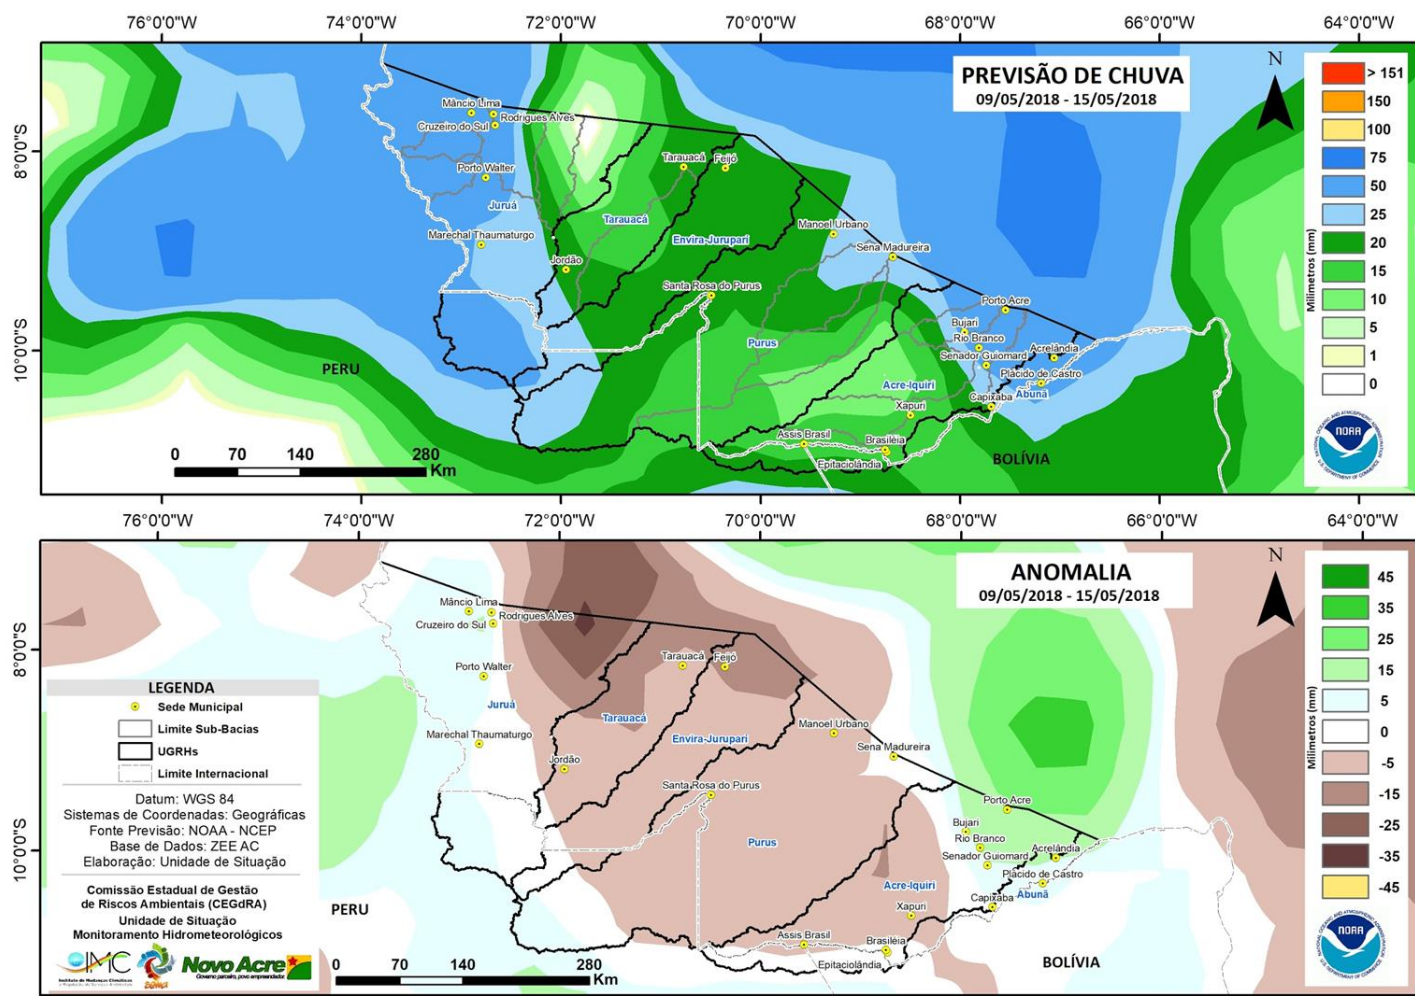 76°0'0"W 74°0'0"W 72°0'0"W 70°0'0"W 68°0'0"W 66°0'0"W 64°0'0"W
PREVISÃO DE CHUVA
09/05/2018 - 15/05/2018
N
8°0'0"S
10°0'0"S
Mâncio Lima
Rodrigues Alves
Cruzeiro do Sul
Porto Walter
Juruá
Marechal Thaumaturgo
Tarauacá
Feijó
Tarauacá
Envira-Jurupari
Jordão
Manoel Urbano
Sena Madureira
Santa Rosa do Purus
Porto Acre
Bujari
Rio Branco
Senador Guiomard
Acrelândia
Plácido de Castro
Purus
Acre-Iquiri
Abunã
Capixaba
Xapuri
Assis Brasil
Brasiléia
Epitaciolândia
PERU
BOLÍVIA
0 70 140 280
Km
Milímetros (mm)
> 151
150
100
75
50
25
20
15
10
5
1
0
NOAA
76°0'0"W 74°0'0"W 72°0'0"W 70°0'0"W 68°0'0"W 66°0'0"W 64°0'0"W
ANOMALIA
09/05/2018 - 15/05/2018
N
8°0'0"S
10°0'0"S
Mâncio Lima
Rodrigues Alves
Cruzeiro do Sul
Porto Walter
Juruá
Marechal Thaumaturgo
Tarauacá
Feijó
Tarauacá
Envira-Jurupari
Jordão
Manoel Urbano
Sena Madureira
Santa Rosa do Purus
Porto Acre
Bujari
Rio Branco
Senador Guiomard
Acrelândia
Plácido de Castro
Purus
Acre-Iquiri
Abunã
Capixaba
Xapuri
Assis Brasil
Brasiléia
Epitaciolândia
PERU
BOLÍVIA
0 70 140 280
Km
Milímetros (mm)
45
35
25
15
5
0
-5
-15
-25
-35
-45
NOAA
LEGENDA
Sede Municipal
Limite Sub-Bacias
UGRHs
Limite Internacional
Datum: WGS 84
Sistemas de Coordenadas: Geográficas
Fonte Previsão: NOAA - NCEP
Base de Dados: ZEE AC
Elaboração: Unidade de Situação
Comissão Estadual de Gestão
de Riscos Ambientais (CEGdRA)
Unidade de Situação
Monitoramento Hidrometeorológicos
IMC
Novo Acre
Governo parceiro, povo empreendedor